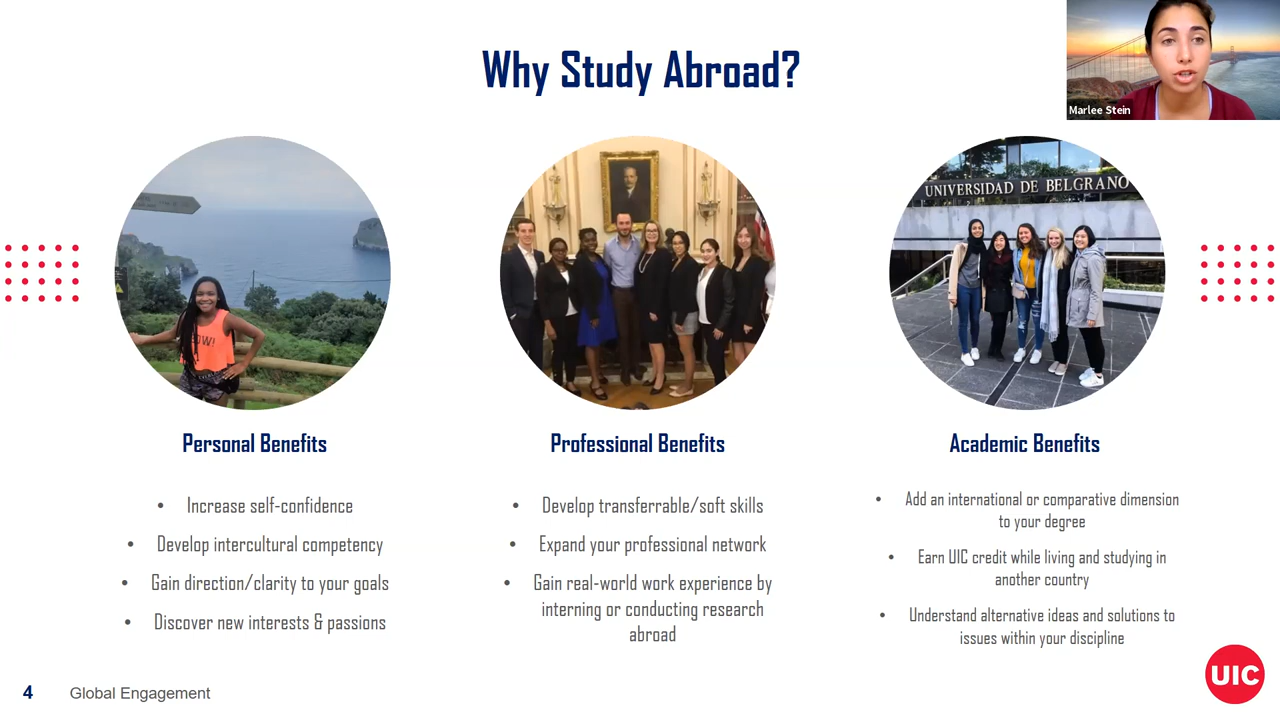 Why Study Abroad?
Marlee Stein
OW!
UNIVERSIDAD DE BELGRANO
Personal Benefits
• Increase self-confidence
• Develop intercultural competency
• Gain direction/clarity to your goals
• Discover new interests & passions
Professional Benefits
• Develop transferrable/soft skills
• Expand your professional network
• Gain real-world work experience by
interning or conducting research
abroad
Academic Benefits
• Add an international or comparative dimension
to your degree
• Earn UIC credit while living and studying in
another country
• Understand alternative ideas and solutions to
issues within your discipline
4 Global Engagement
UIC